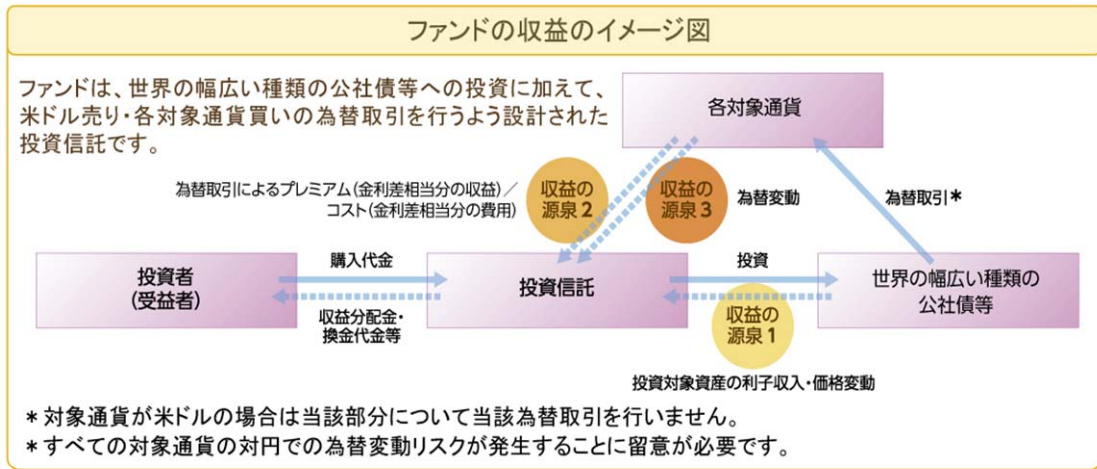 ファンドの収益のイメージ図
ファンドは、世界の幅広い種類の公社債等への投資に加えて、
米ドル売り・各対象通貨買いの為替取引を行うよう設計された
投資信託です。
各対象通貨
為替取引によるプレミアム(金利差相当分の収益)／
コスト(金利差相当分の費用)
収益の
源泉2
収益の
源泉3
為替変動
為替取引*
投資者
(受益者)
購入代金
収益分配金・
換金代金等
投資信託
投資
収益の
源泉1
投資対象資産の利子収入・価格変動
世界の幅広い種類の
公社債等
*対象通貨が米ドルの場合は当該部分について当該為替取引を行いません。
*すべての対象通貨の対円での為替変動リスクが発生することに留意が必要です。